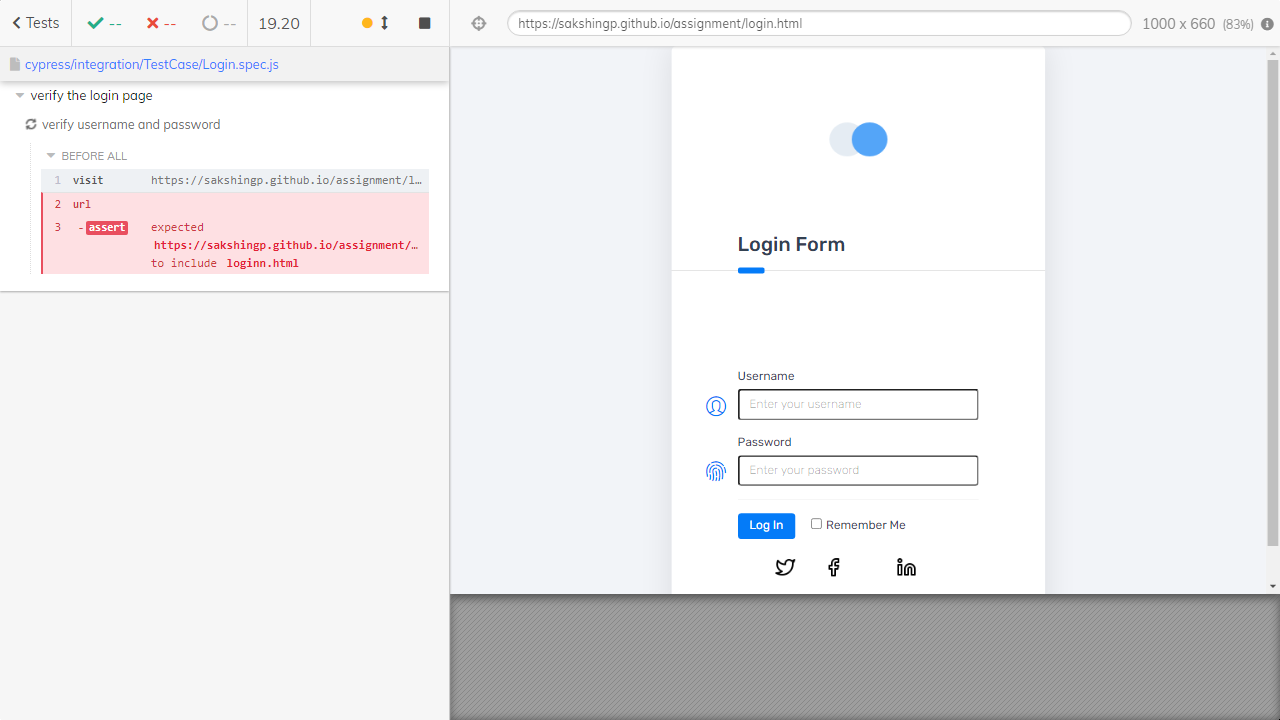 Tests
--
--
--
19.20
https://sakshingp.github.io/assignment/login.html
1000 x 660 (83%)
cypress/integration/TestCase/Login.spec.js
verify the login page
verify username and password
BEFORE ALL
1 visit https://sakshingp.github.io/assignment/l…
2 url
3 - assert expected
https://sakshingp.github.io/assignment/…
to include loginn.html
Login Form
Username
Enter your username
Password
Enter your password
Log In
Remember Me